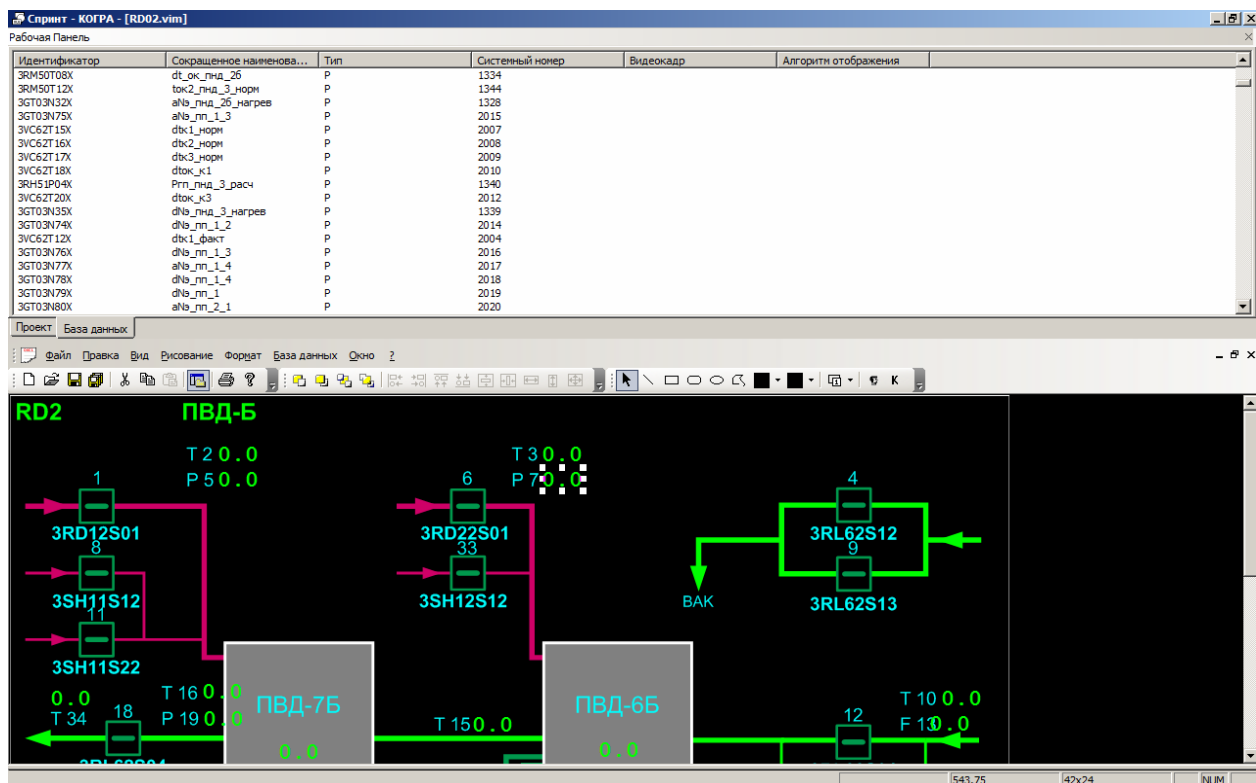 Спринт - КОГРА - [RD02.vim]
Рабочая Панель
Идентификатор Сокращенное наименова... Тип Системный номер Видеокадр Алгоритм отображения
3RM50T08X dt_ок_пнд_2б P 1334
3RM50T12X ток2_пнд_3_норм P 1344
3GT03N32X aNэ_пнд_2б_нагрев P 1328
3GT03N75X aNэ_пп_1_3 P 2015
3VC62T15X dtк1_норм P 2007
3VC62T16X dtк2_норм P 2008
3VC62T17X dtк3_норм P 2009
3VC62T18X dtок_к1 P 2010
3RH51P04X Pгп_пнд_3_расч P 1340
3VC62T20X dtок_к3 P 2012
3GT03N35X dNэ_пнд_3_нагрев P 1339
3GT03N74X dNэ_пп_1_2 P 2014
3VC62T12X dtк1_факт P 2004
3GT03N76X dNэ_пп_1_3 P 2016
3GT03N77X aNэ_пп_1_4 P 2017
3GT03N78X dNэ_пп_1_4 P 2018
3GT03N79X dNэ_пп_1 P 2019
3GT03N80X aNэ_пп_2_1 P 2020
Проект База данных
Файл Правка Вид Рисование Формат База данных Окно ?
RD2 ПВД-Б
T 2 0.0 T 3 0.0
1 P 5 0.0 6 P 7 0.0 4
3RD12S01 3RD22S01 3RL62S12
8 33 9
3SH11S12 3SH12S12 BAK 3RL62S13
11
3SH11S22
0.0 T 16 0.0 ПВД-7Б ПВД-6Б T 10 0.0
T 34 18 P 19 0.0 T 15 0.0 12 F 13 0.0
0.0 0.0
543,75 42x24 NUM